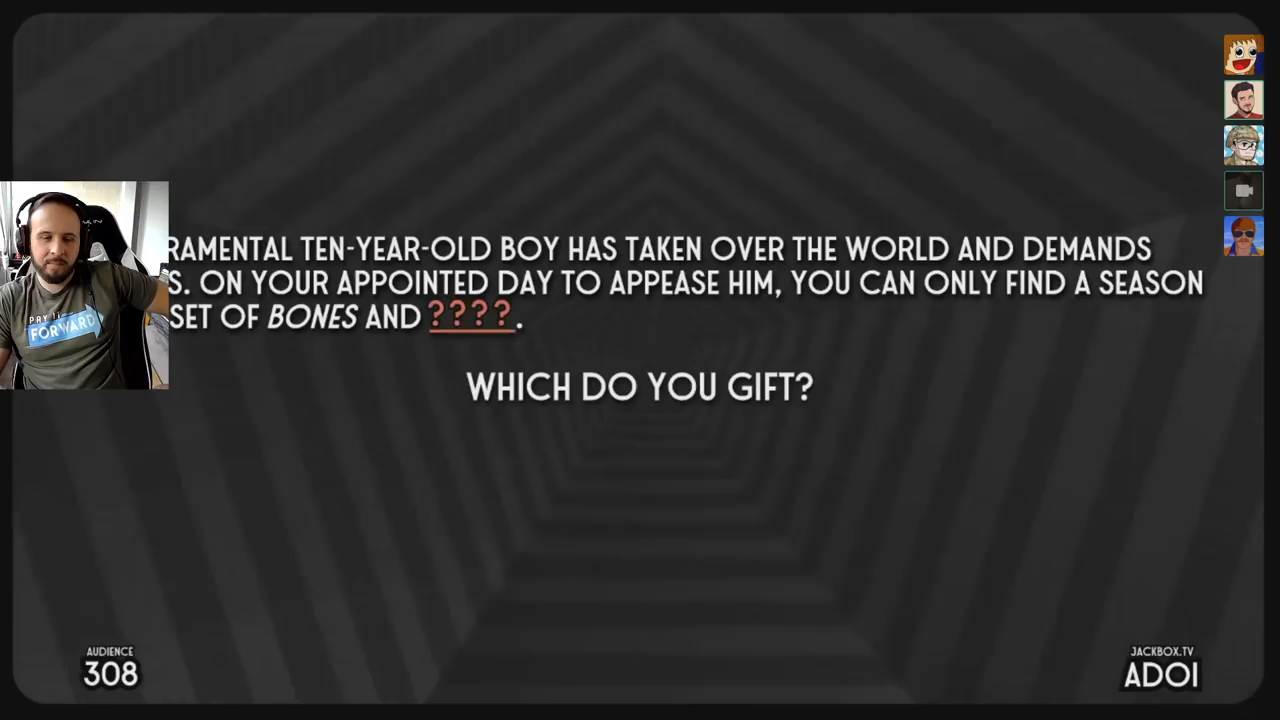 RAMENTAL TEN-YEAR-OLD BOY HAS TAKEN OVER THE WORLD AND DEMANDS
S. ON YOUR APPOINTED DAY TO APPEASE HIM, YOU CAN ONLY FIND A SEASON
SET OF BONES AND ????.
WHICH DO YOU GIFT?
PAY IT
FORWARD
AUDIENCE
308
JACKBOX.TV
ADOI